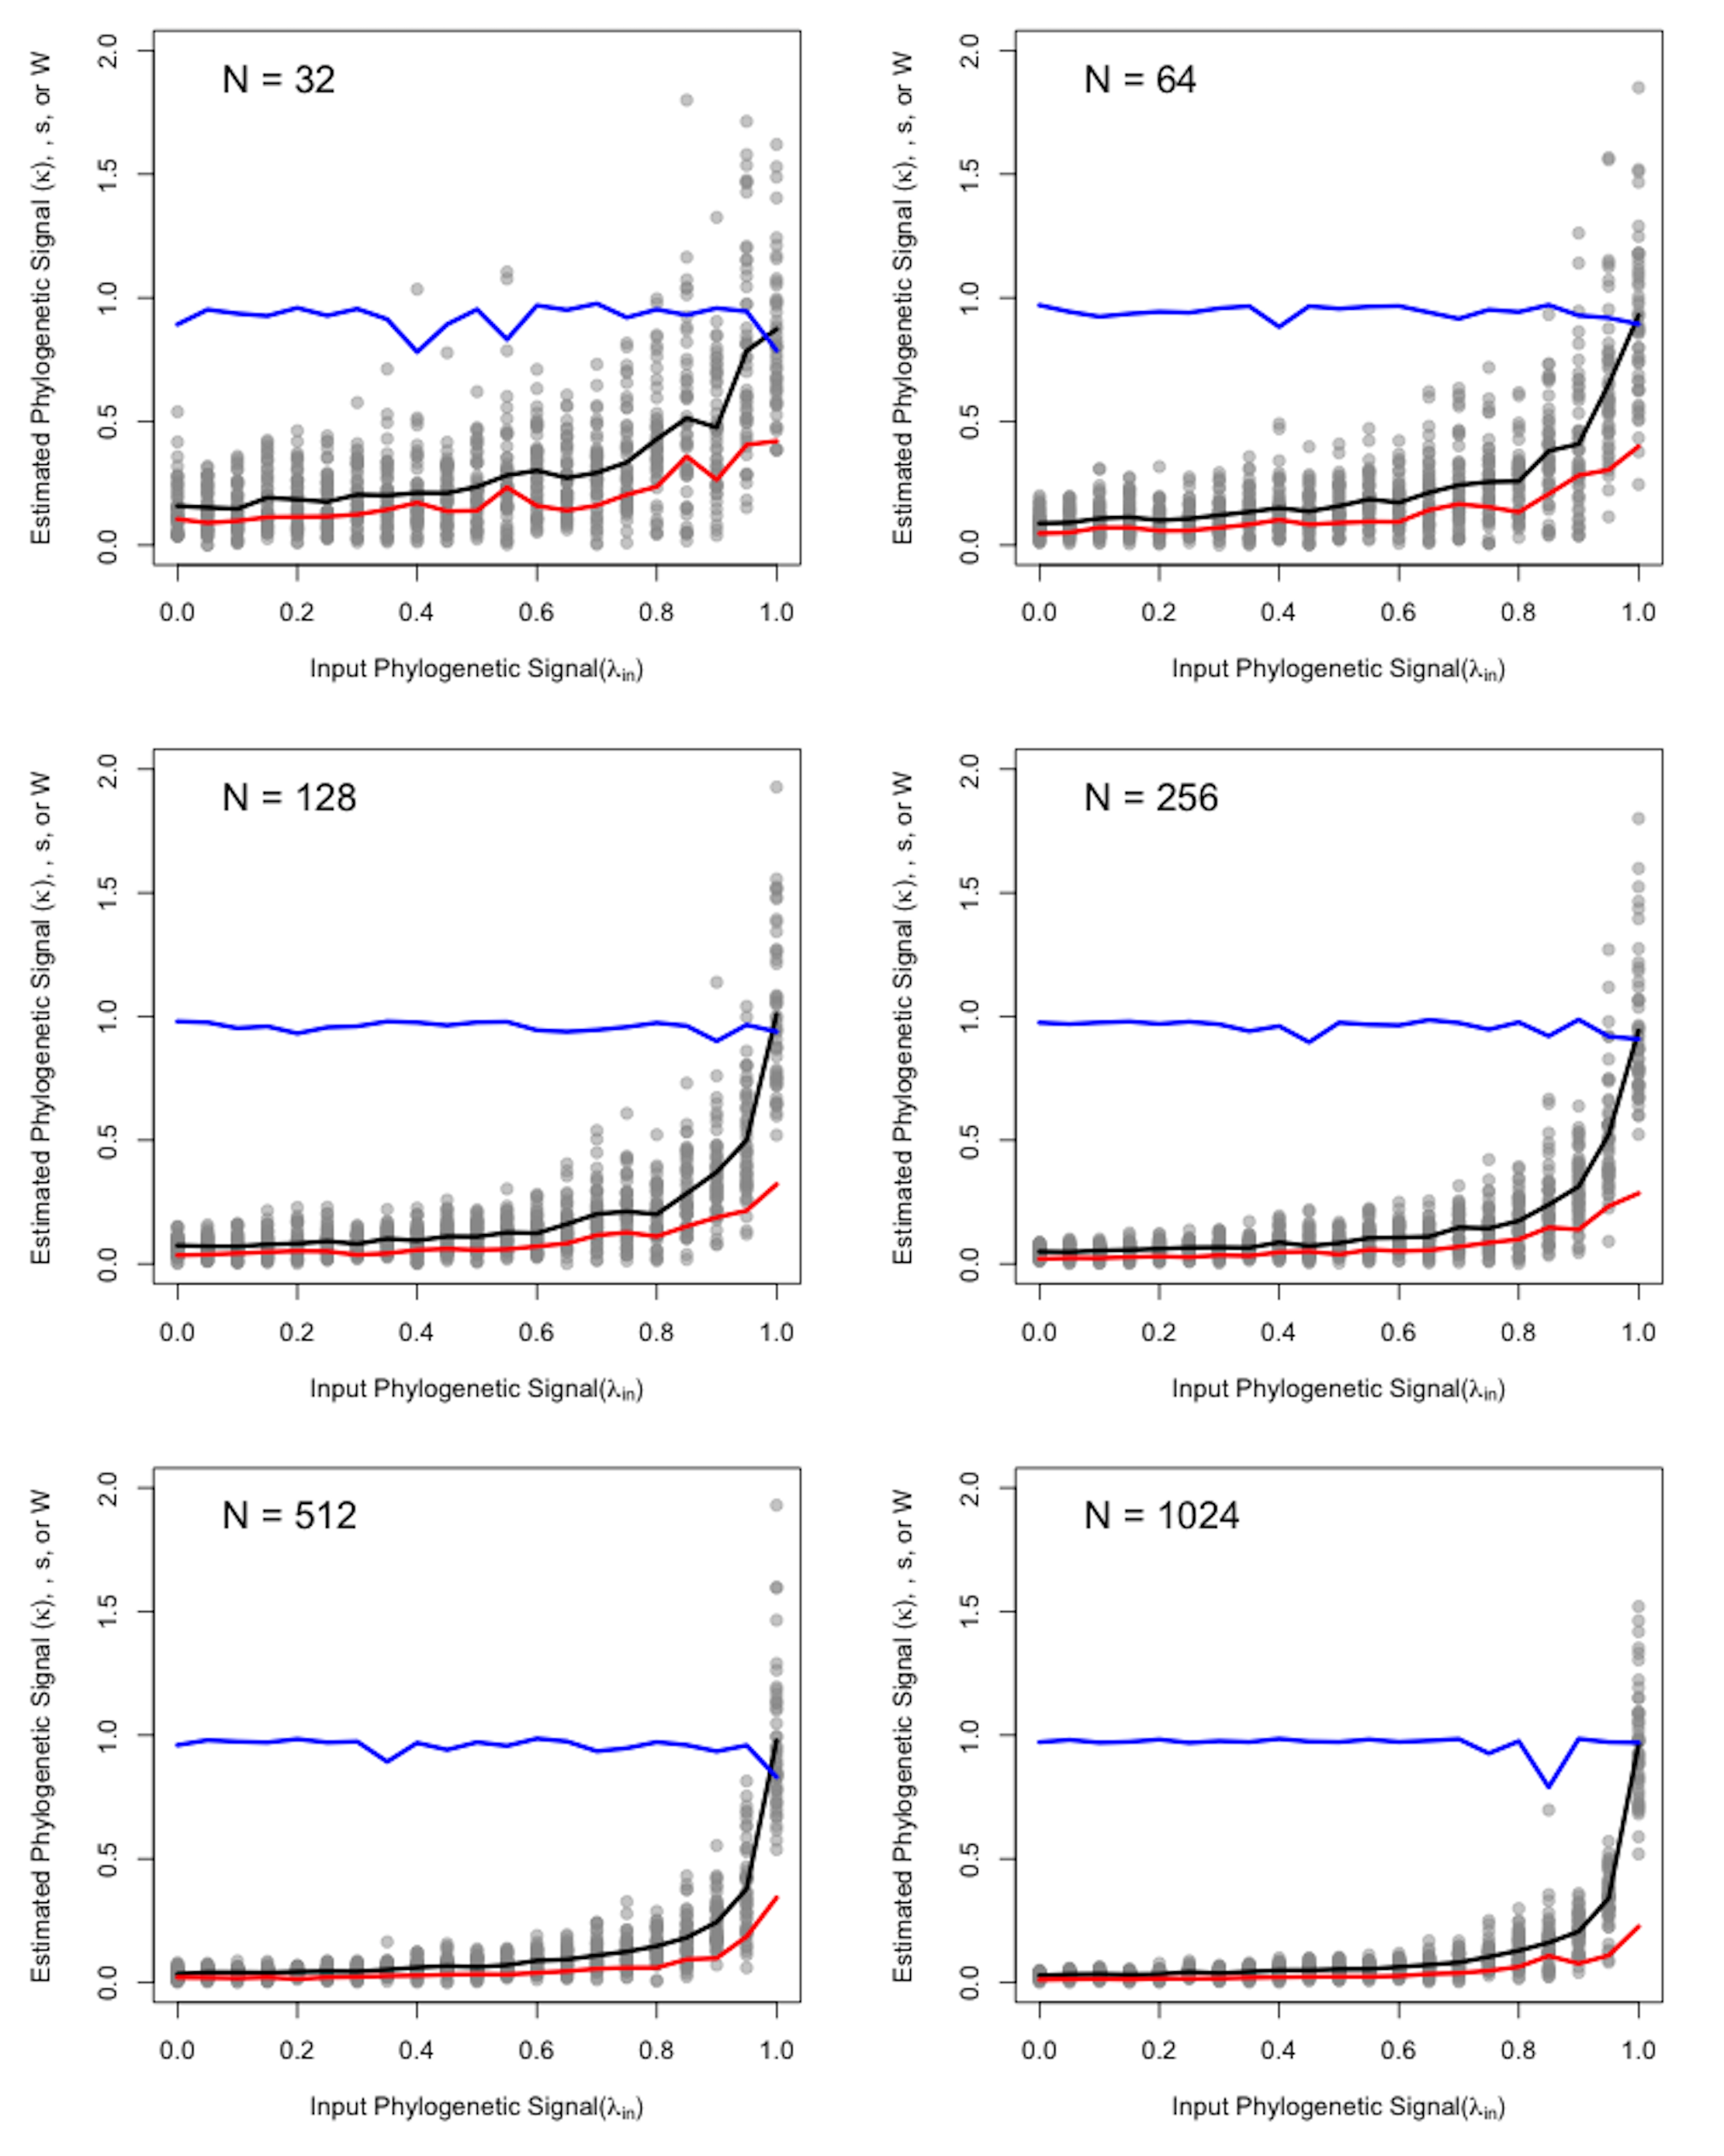 N = 32
Estimated Phylogenetic Signal (κ), , s, or W
2.0
1.5
1.0
0.5
0.0
0.0 0.2 0.4 0.6 0.8 1.0
Input Phylogenetic Signal(λin)
N = 64
Estimated Phylogenetic Signal (κ), , s, or W
2.0
1.5
1.0
0.5
0.0
0.0 0.2 0.4 0.6 0.8 1.0
Input Phylogenetic Signal(λin)
N = 128
Estimated Phylogenetic Signal (κ), , s, or W
2.0
1.5
1.0
0.5
0.0
0.0 0.2 0.4 0.6 0.8 1.0
Input Phylogenetic Signal(λin)
N = 256
Estimated Phylogenetic Signal (κ), , s, or W
2.0
1.5
1.0
0.5
0.0
0.0 0.2 0.4 0.6 0.8 1.0
Input Phylogenetic Signal(λin)
N = 512
Estimated Phylogenetic Signal (κ), , s, or W
2.0
1.5
1.0
0.5
0.0
0.0 0.2 0.4 0.6 0.8 1.0
Input Phylogenetic Signal(λin)
N = 1024
Estimated Phylogenetic Signal (κ), , s, or W
2.0
1.5
1.0
0.5
0.0
0.0 0.2 0.4 0.6 0.8 1.0
Input Phylogenetic Signal(λin)